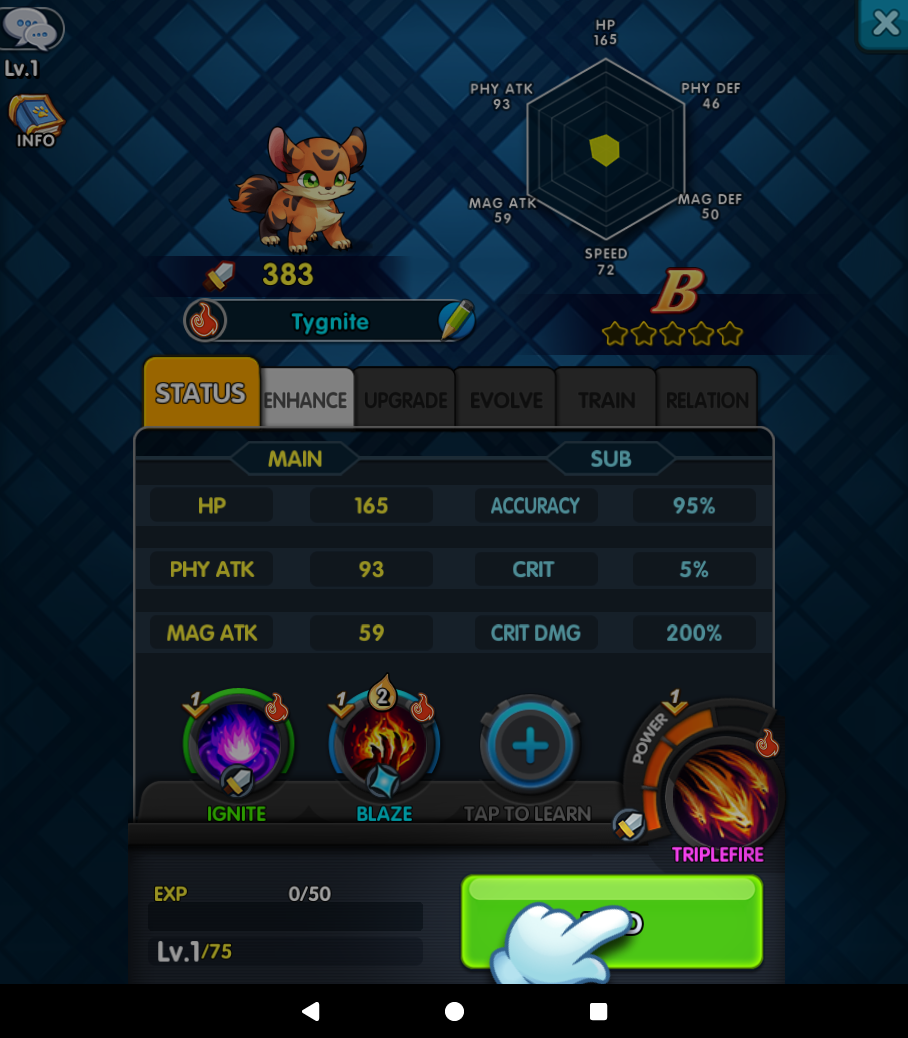 Lv.1
INFO
HP
165
PHY ATK
93
PHY DEF
46
MAG ATK
59
MAG DEF
50
SPEED
72
383
B
Tygnite
STATUS
ENHANCE
UPGRADE
EVOLVE
TRAIN
RELATION
MAIN
SUB
HP 165 ACCURACY 95%
PHY ATK 93 CRIT 5%
MAG ATK 59 CRIT DMG 200%
1
1
2
1
POWER
IGNITE
BLAZE
TAP TO LEARN
TRIPLEFIRE
EXP 0/50
Lv.1/75